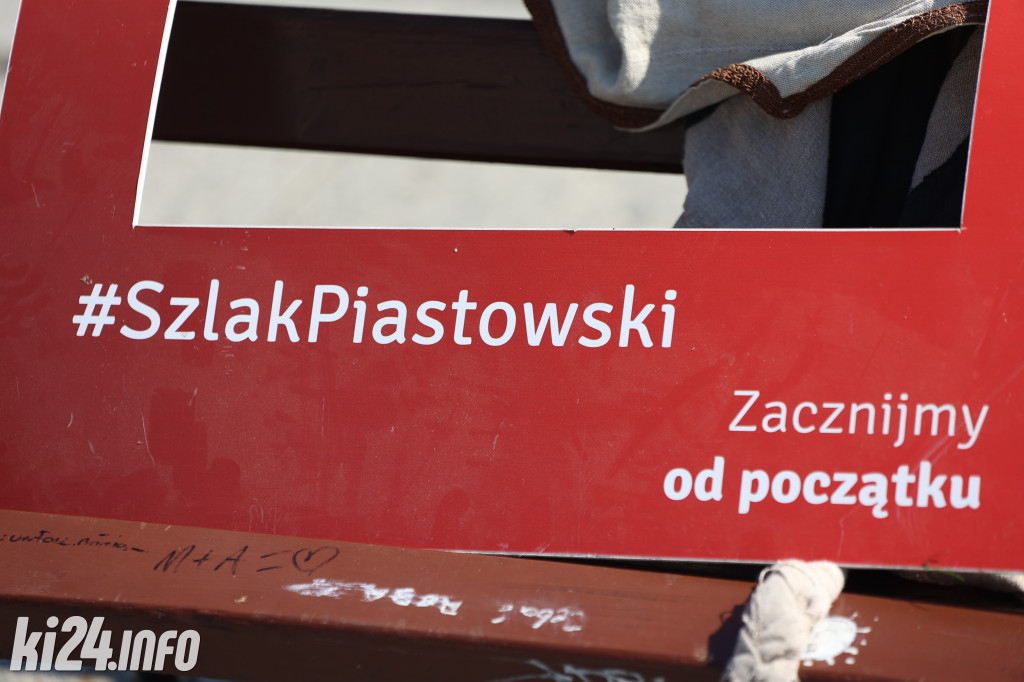 #SzlakPiastowski
Zacznijmy
od początku
M+A=♡
ki24.info